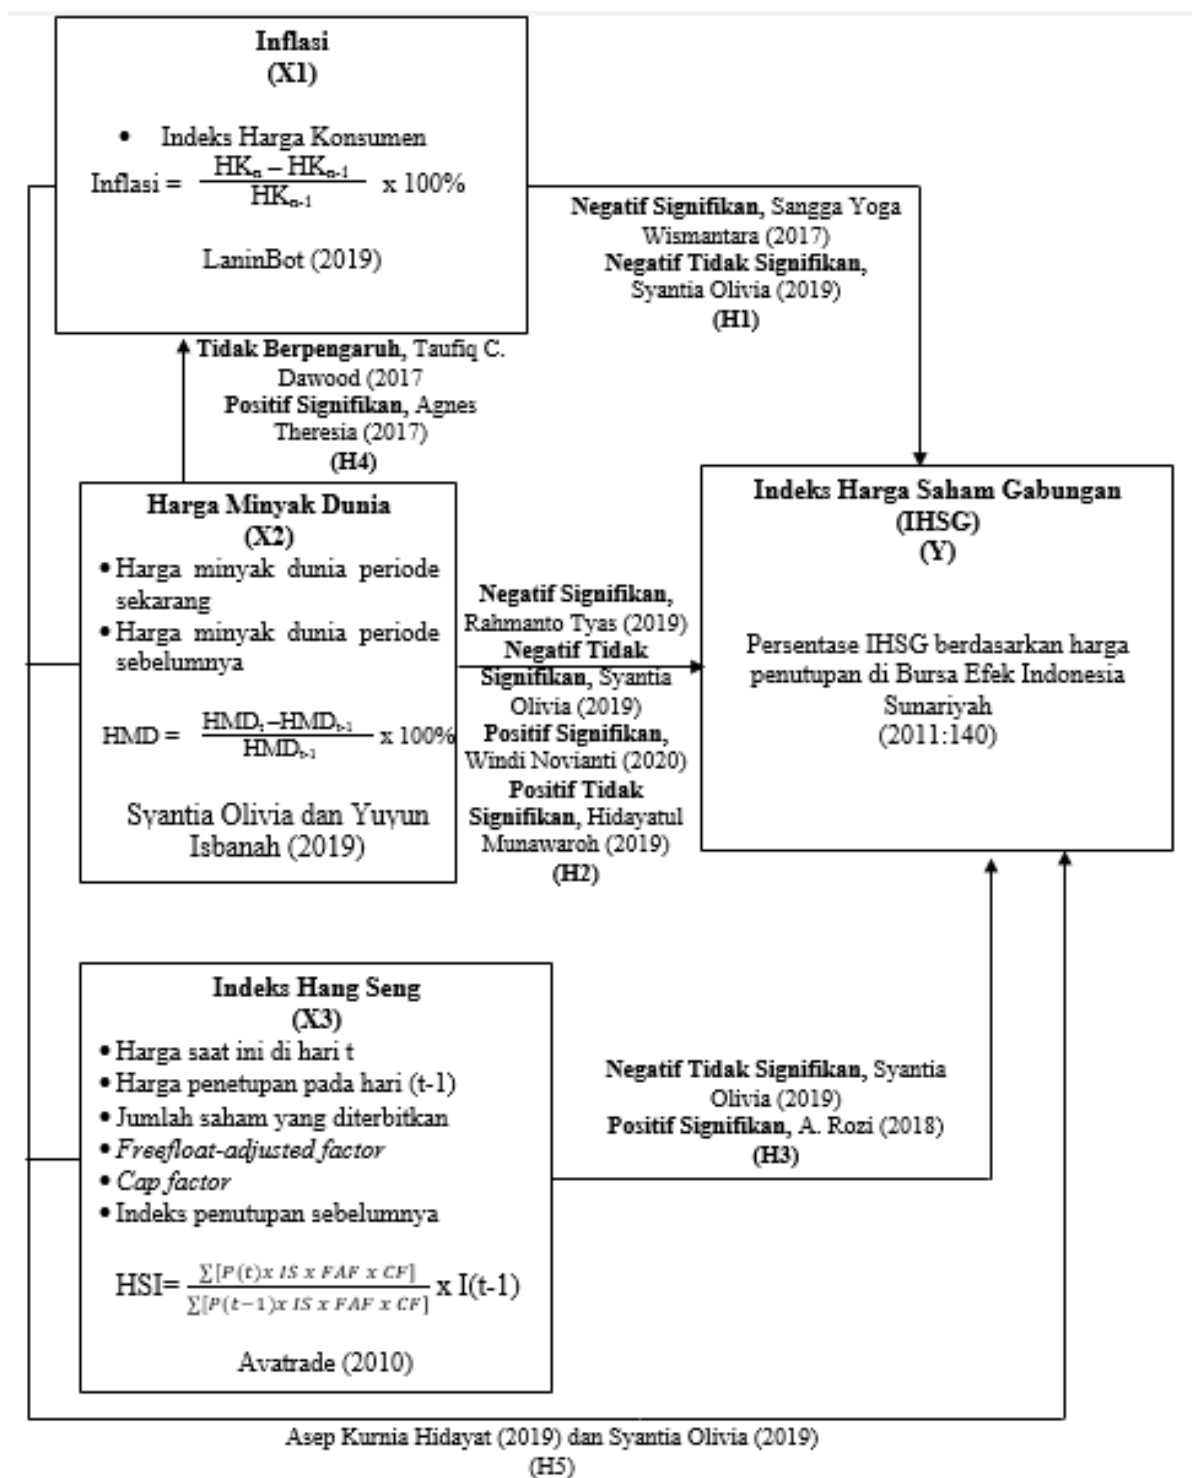 Inflasi
(X1)
• Indeks Harga Konsumen
Inflasi = HKₙ – HKₙ₋₁ / HKₙ₋₁ x 100%
LaninBot (2019)
Negatif Signifikan, Sangga Yoga
Wismantara (2017)
Negatif Tidak Signifikan,
Syantia Olivia (2019)
(H1)
Tidak Berpengaruh, Taufiq C.
Dawood (2017
Positif Signifikan, Agnes
Theresia (2017)
(H4)
Harga Minyak Dunia
(X2)
• Harga minyak dunia periode
sekarang
• Harga minyak dunia periode
sebelumnya
HMD = HMDₜ–HMDₜ₋₁ / HMDₜ₋₁ x 100%
Syantia Olivia dan Yuyun
Isbanah (2019)
Negatif Signifikan,
Rahmanto Tyas (2019)
Negatif Tidak
Signifikan, Syantia
Olivia (2019)
Positif Signifikan,
Windi Novianti (2020)
Positif Tidak
Signifikan, Hidayatul
Munawaroh (2019)
(H2)
Indeks Harga Saham Gabungan
(IHSG)
(Y)
Persentase IHSG berdasarkan harga
penutupan di Bursa Efek Indonesia
Sunariyah
(2011:140)
Indeks Hang Seng
(X3)
• Harga saat ini di hari t
• Harga penetupan pada hari (t-1)
• Jumlah saham yang diterbitkan
• Freefloat-adjusted factor
• Cap factor
• Indeks penutupan sebelumnya
HSI= ∑[P(t)x IS x FAF x CF] / ∑[P(t−1)x IS x FAF x CF] x I(t-1)
Avatrade (2010)
Negatif Tidak Signifikan, Syantia
Olivia (2019)
Positif Signifikan, A. Rozi (2018)
(H3)
Asep Kurnia Hidayat (2019) dan Syantia Olivia (2019)
(H5)